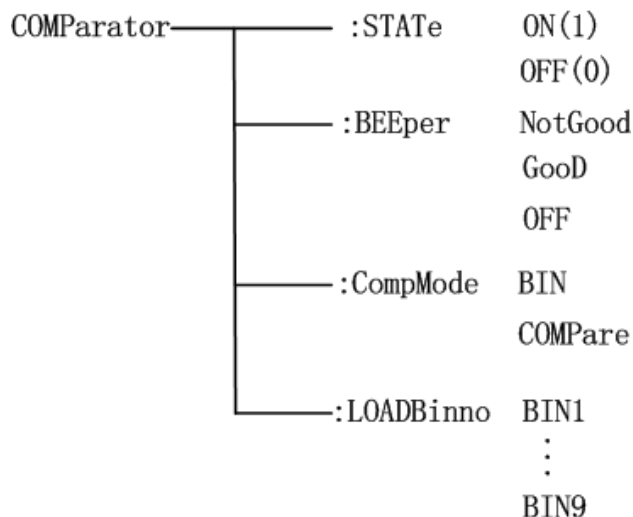 COMParator :STATe ON(1)
OFF(0)
:BEEper NotGood
GooD
OFF
:CompMode BIN
COMPare
:LOADBinno BIN1
⋮
BIN9